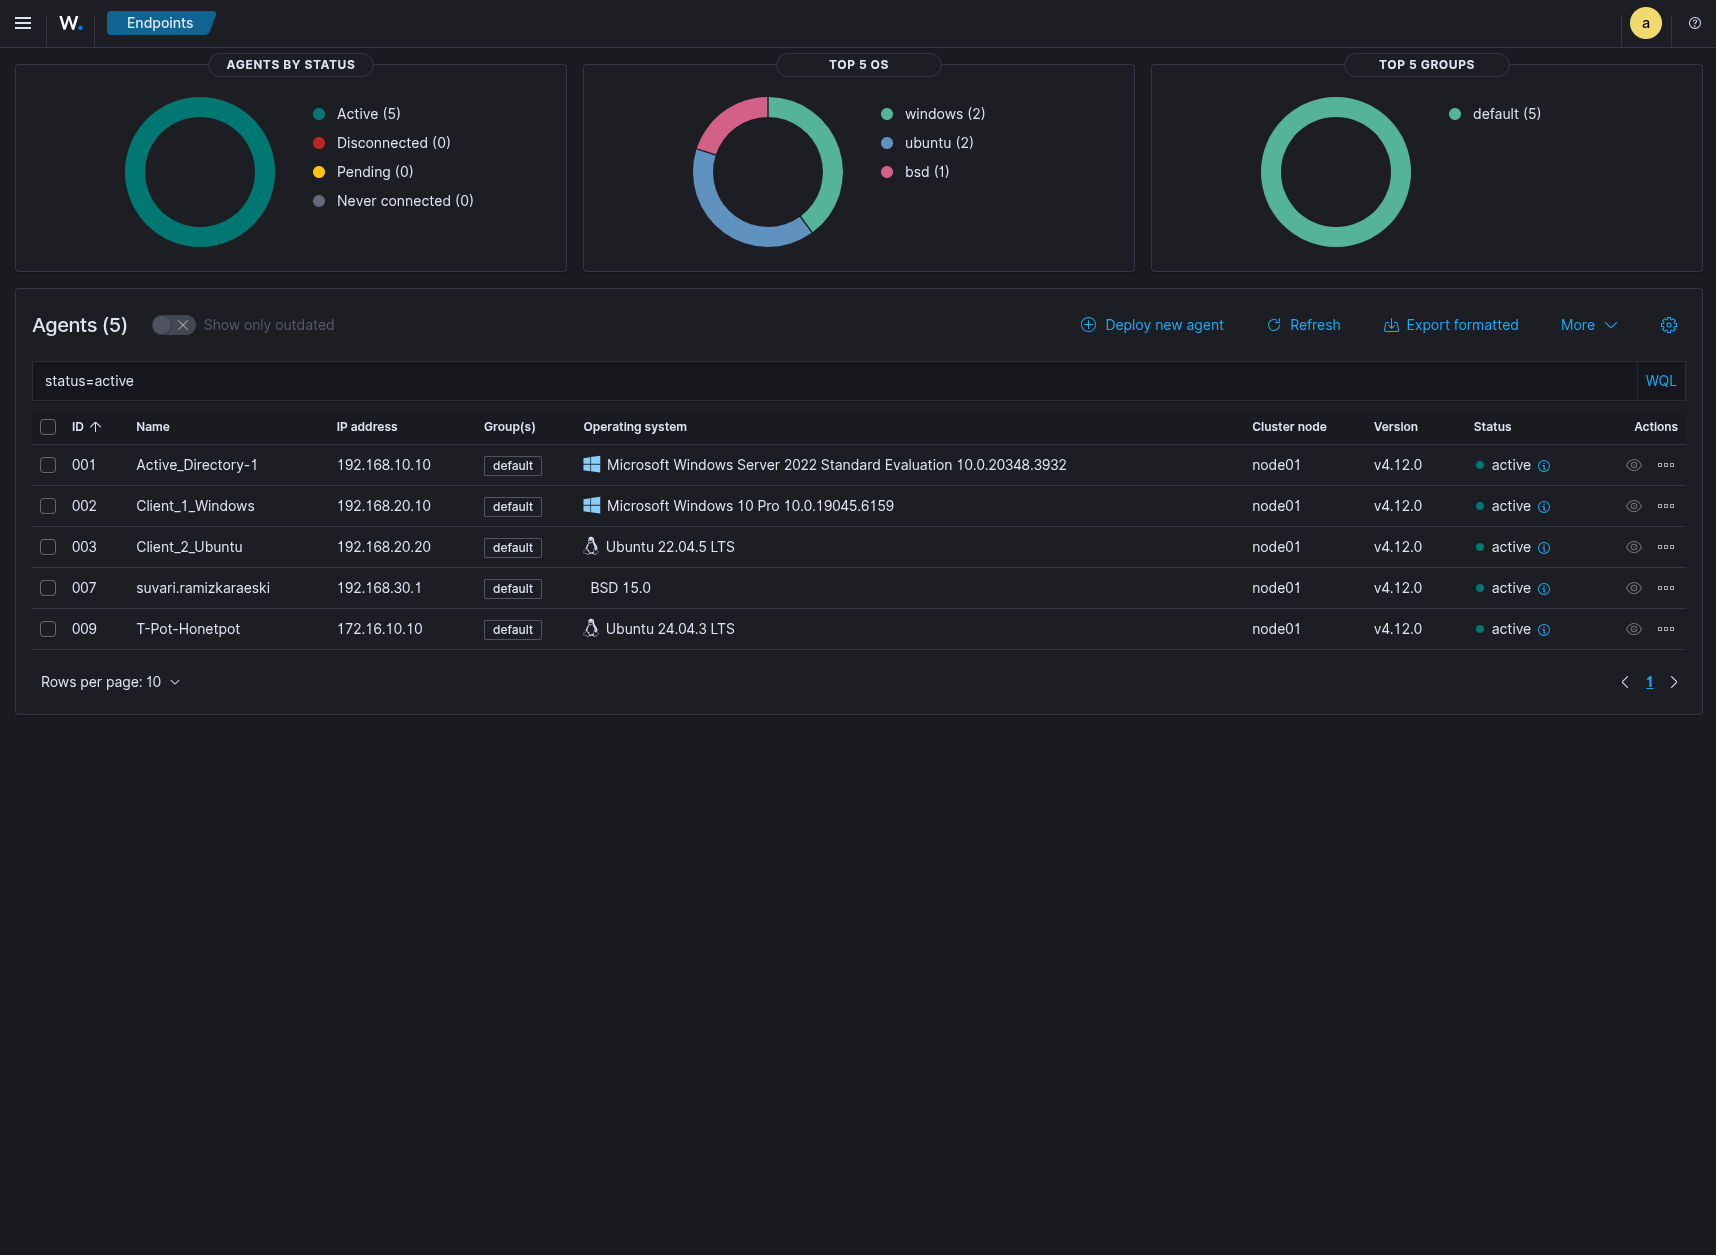 W. Endpoints a
AGENTS BY STATUS
Active (5)
Disconnected (0)
Pending (0)
Never connected (0)
TOP 5 OS
windows (2)
ubuntu (2)
bsd (1)
TOP 5 GROUPS
default (5)
Agents (5) Show only outdated Deploy new agent Refresh Export formatted More
status=active WQL
ID Name IP address Group(s) Operating system Cluster node Version Status Actions
001 Active_Directory-1 192.168.10.10 default Microsoft Windows Server 2022 Standard Evaluation 10.0.20348.3932 node01 v4.12.0 active
002 Client_1_Windows 192.168.20.10 default Microsoft Windows 10 Pro 10.0.19045.6159 node01 v4.12.0 active
003 Client_2_Ubuntu 192.168.20.20 default Ubuntu 22.04.5 LTS node01 v4.12.0 active
007 suvari.ramizkaraeski 192.168.30.1 default BSD 15.0 node01 v4.12.0 active
009 T-Pot-Honetpot 172.16.10.10 default Ubuntu 24.04.3 LTS node01 v4.12.0 active
Rows per page: 10 1